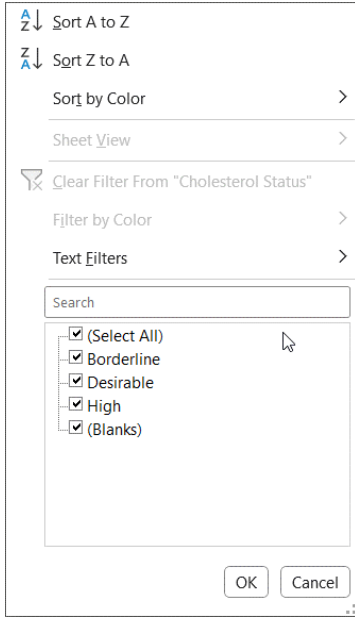 Sort A to Z
Sort Z to A
Sort by Color
Sheet View
Clear Filter From "Cholesterol Status"
Filter by Color
Text Filters
Search
(Select All)
Borderline
Desirable
High
(Blanks)
OK Cancel